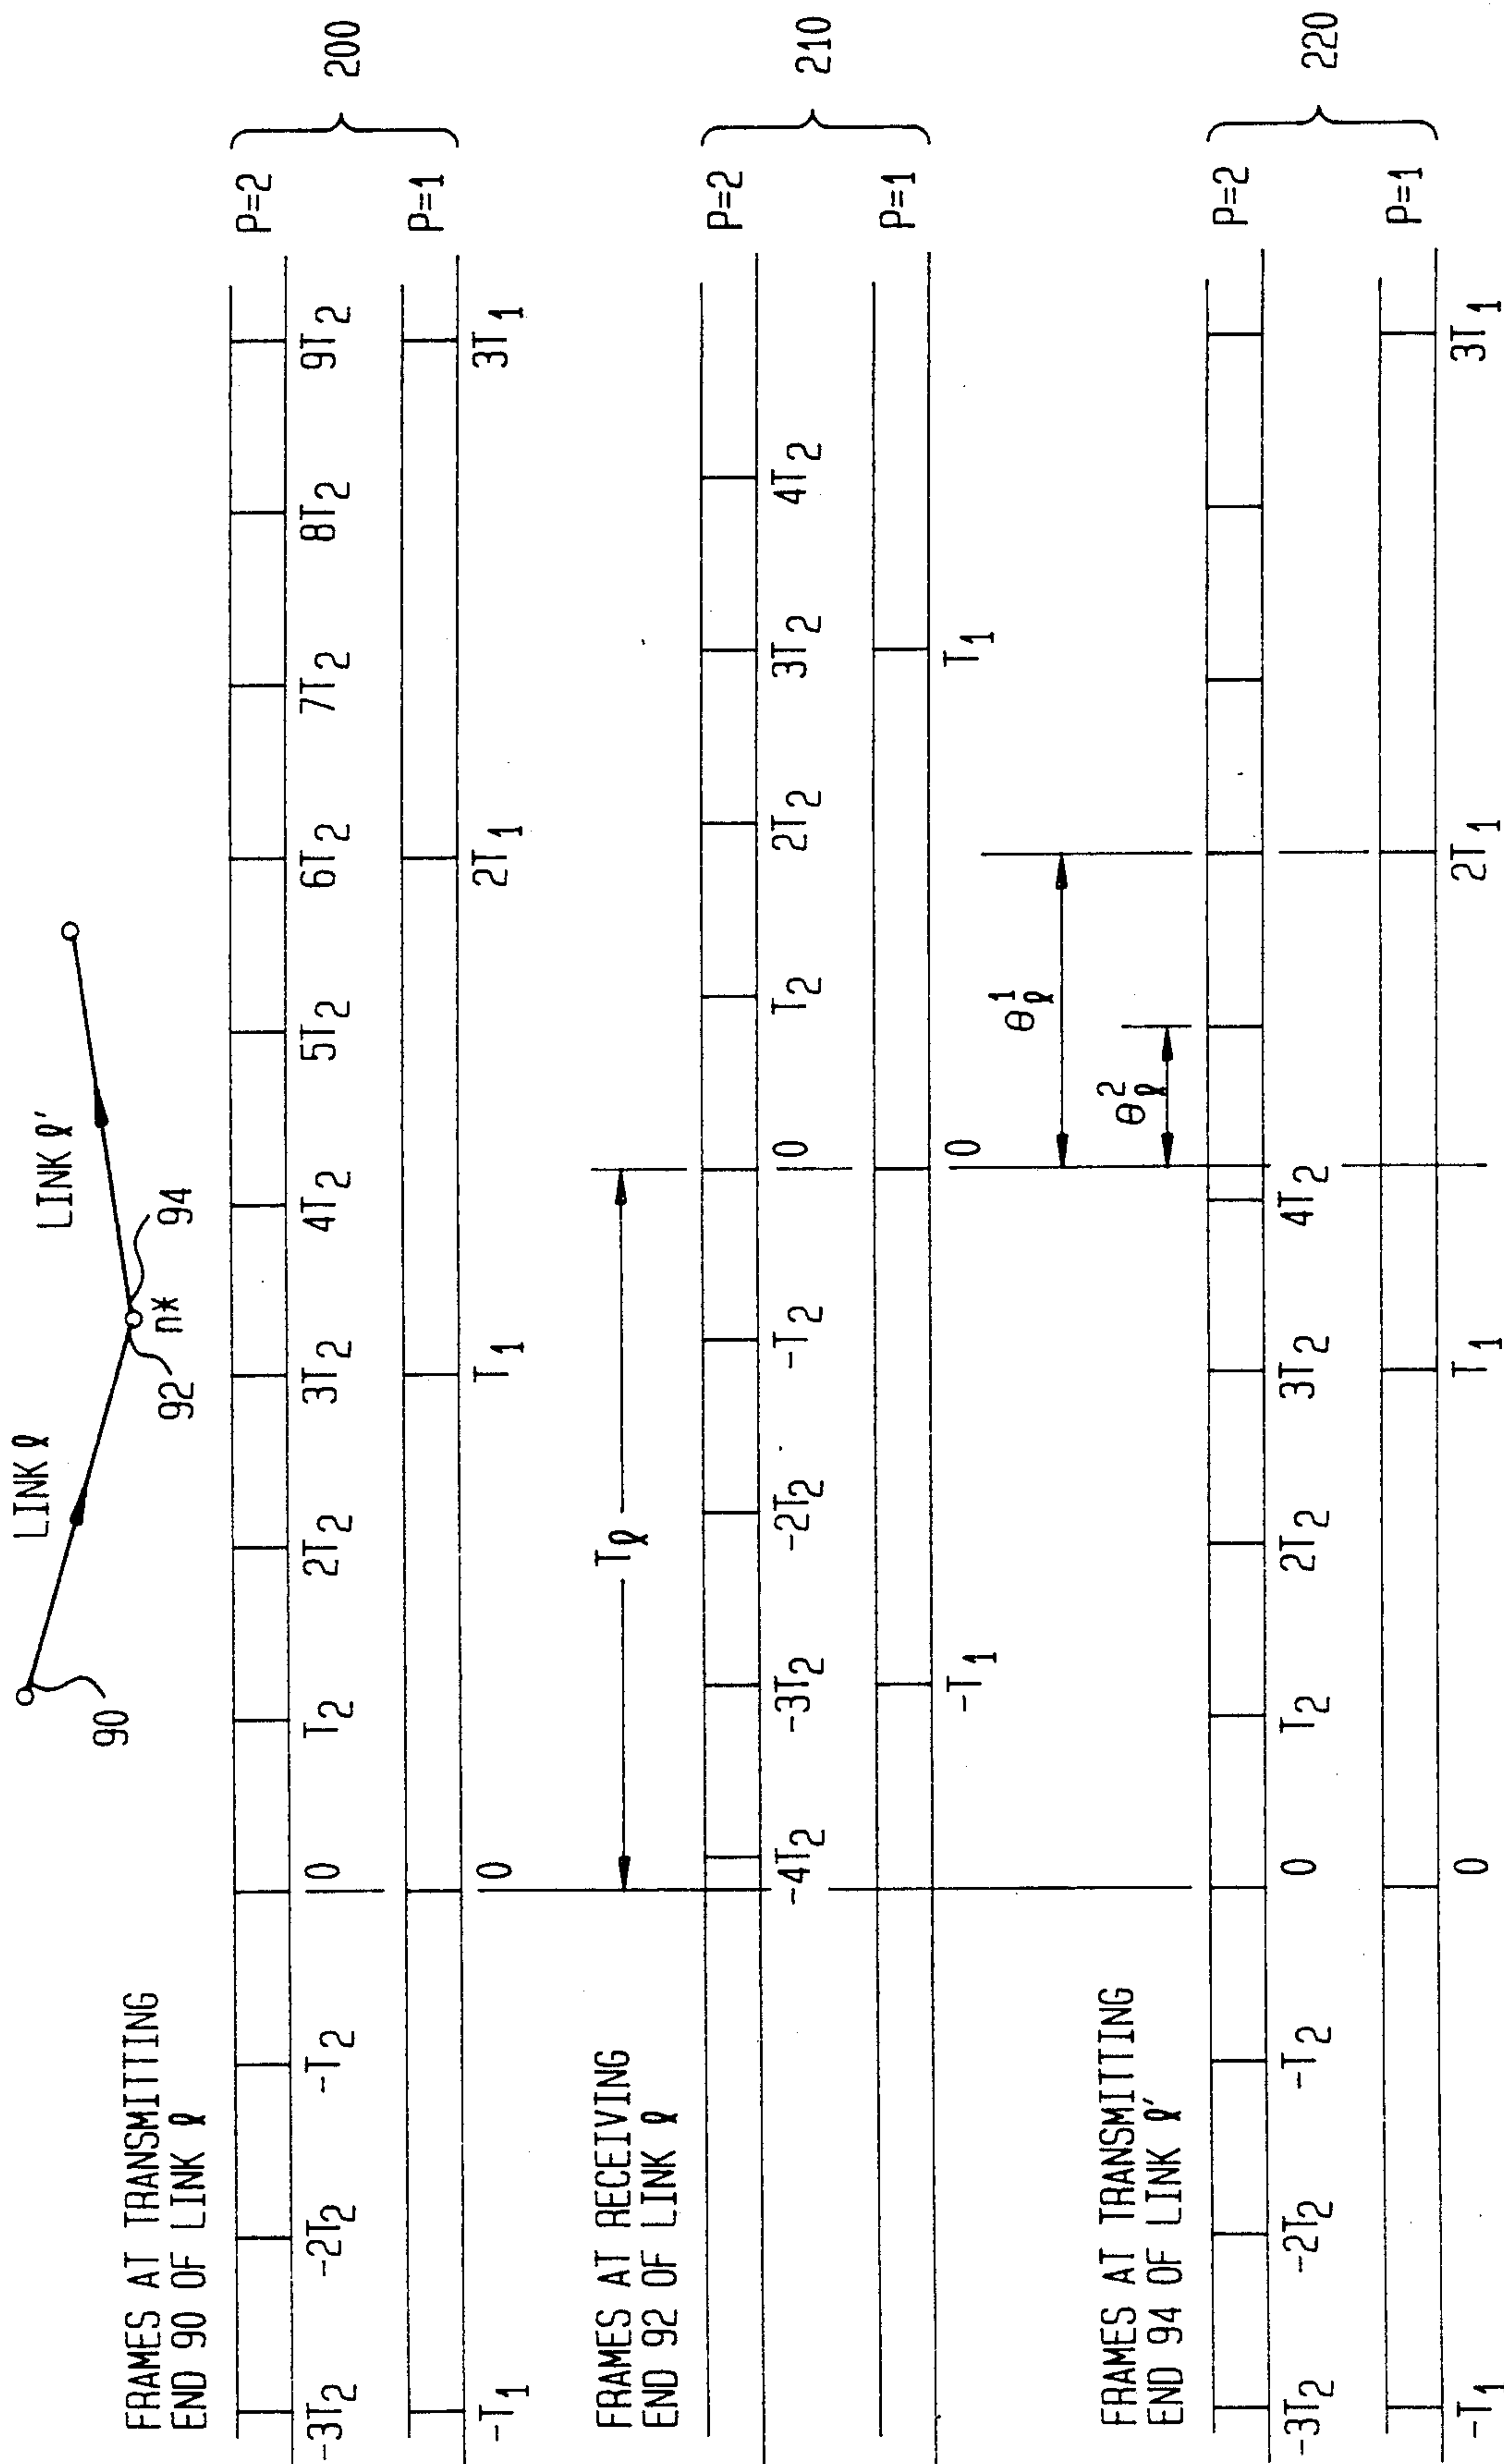 LINK ℓ
LINK ℓ'
90
92
n*
94
FRAMES AT TRANSMITTING
END 90 OF LINK ℓ
P=2
-3T2 -2T2 -T2 0 T2 2T2 3T2 4T2 5T2 6T2 7T2 8T2 9T2
P=1
-T1 0 T1 2T1 3T1
200
FRAMES AT RECEIVING
END 92 OF LINK ℓ
Tℓ
P=2
-4T2 -3T2 -2T2 -T2 0 T2 2T2 3T2 4T2
P=1
-T1 0 T1
210
θℓ1
θℓ2
FRAMES AT TRANSMITTING
END 94 OF LINK ℓ'
P=2
-3T2 -2T2 -T2 0 T2 2T2 3T2 4T2
P=1
-T1 0 T1 2T1 3T1
220